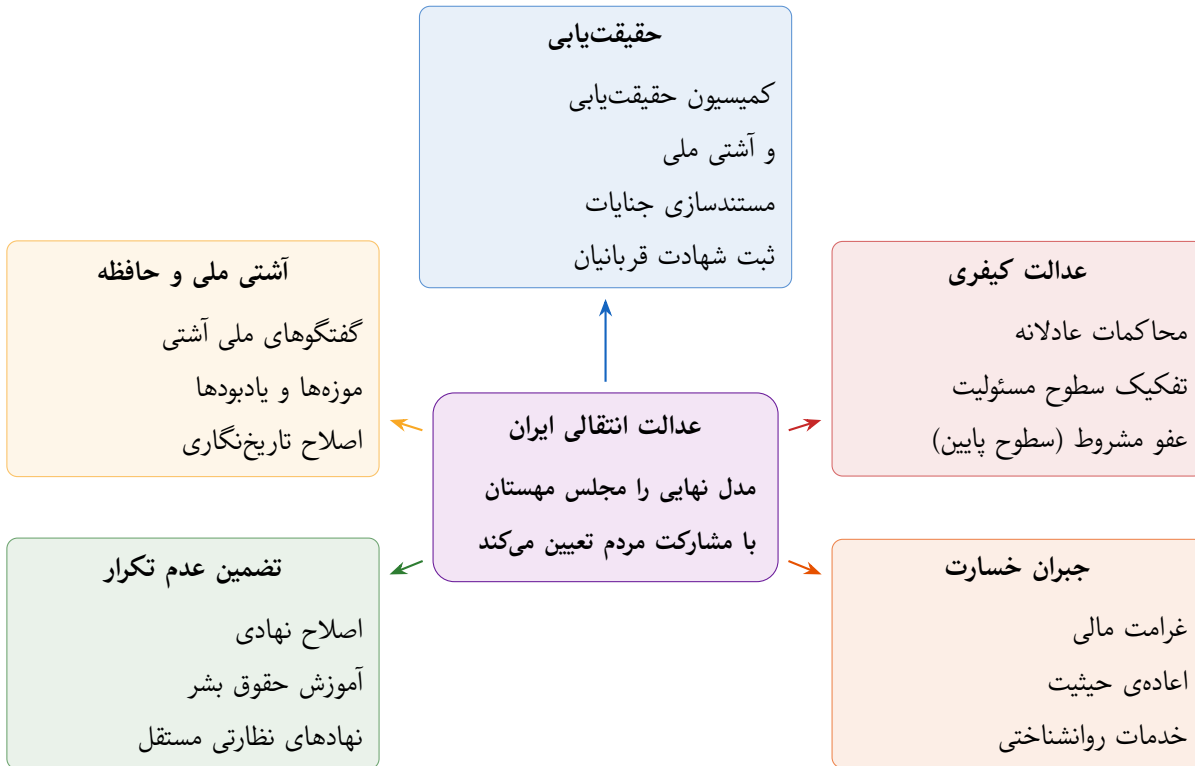 حقیقت‌یابی
کمیسیون حقیقت‌یابی
و آشتی ملی
مستندسازی جنایات
ثبت شهادت قربانیان
عدالت کیفری
محاکمات عادلانه
تفکیک سطوح مسئولیت
عفو مشروط (سطوح پایین)
آشتی ملی و حافظه
گفتگوهای ملی آشتی
موزه‌ها و یادبودها
اصلاح تاریخ‌نگاری
عدالت انتقالی ایران
مدل نهایی را مجلس مهستان
با مشارکت مردم تعیین می‌کند
جبران خسارت
غرامت مالی
اعاده‌ی حیثیت
خدمات روانشناختی
تضمین عدم تکرار
اصلاح نهادی
آموزش حقوق بشر
نهادهای نظارتی مستقل